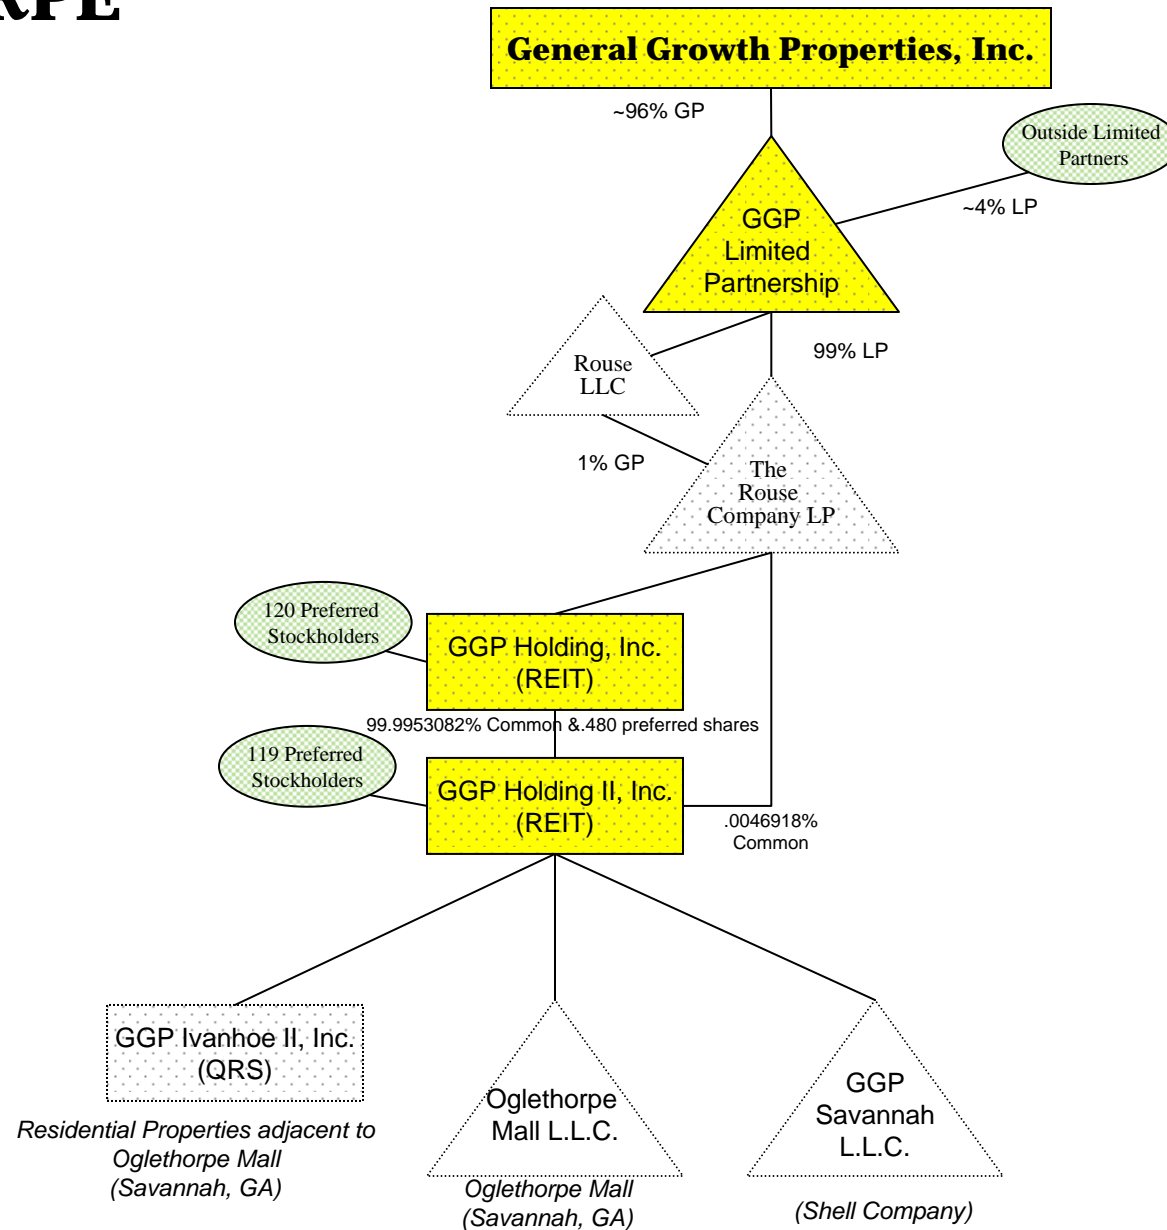 General Growth Properties, Inc.
~96% GP
Outside Limited
Partners
~4% LP
GGP
Limited
Partnership
99% LP
Rouse
LLC
1% GP
The
Rouse
Company LP
120 Preferred
Stockholders
GGP Holding, Inc.
(REIT)
99.9953082% Common &.480 preferred shares
119 Preferred
Stockholders
GGP Holding II, Inc.
(REIT)
.0046918%
Common
GGP Ivanhoe II, Inc.
(QRS)
Residential Properties adjacent to
Oglethorpe Mall
(Savannah, GA)
Oglethorpe
Mall L.L.C.
Oglethorpe Mall
(Savannah, GA)
GGP
Savannah
L.L.C.
(Shell Company)